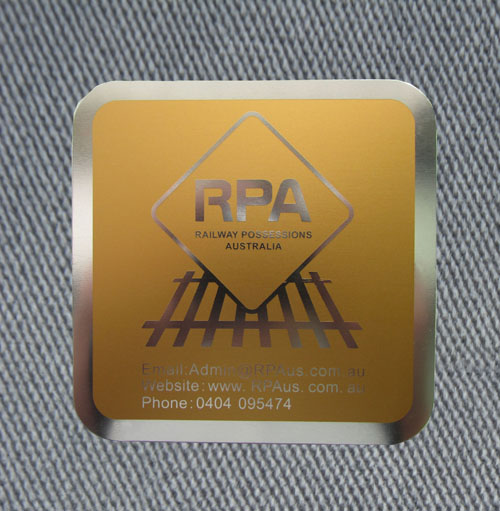 RPA
RAILWAY POSSESSIONS
AUSTRALIA
Email:Admin@RPAus.com.au
Website:www. RPAus. com. au
Phone: 0404 095474